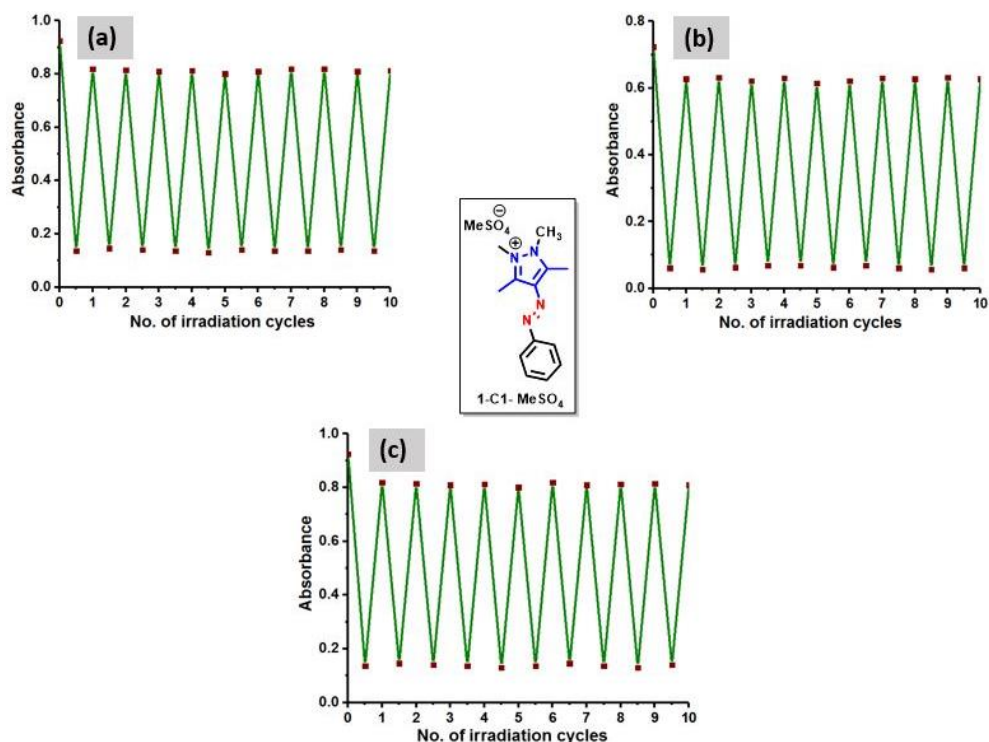 (a)
1.0
0.8
0.6
0.4
0.2
0.0
Absorbance
0 1 2 3 4 5 6 7 8 9 10
No. of irradiation cycles
(b)
0.8
0.6
0.4
0.2
0.0
Absorbance
0 1 2 3 4 5 6 7 8 9 10
No. of irradiation cycles
MeSO4
−
+
N
N
CH3
N
N
1-C1- MeSO4
(c)
1.0
0.8
0.6
0.4
0.2
0.0
Absorbance
0 1 2 3 4 5 6 7 8 9 10
No. of irradiation cycles